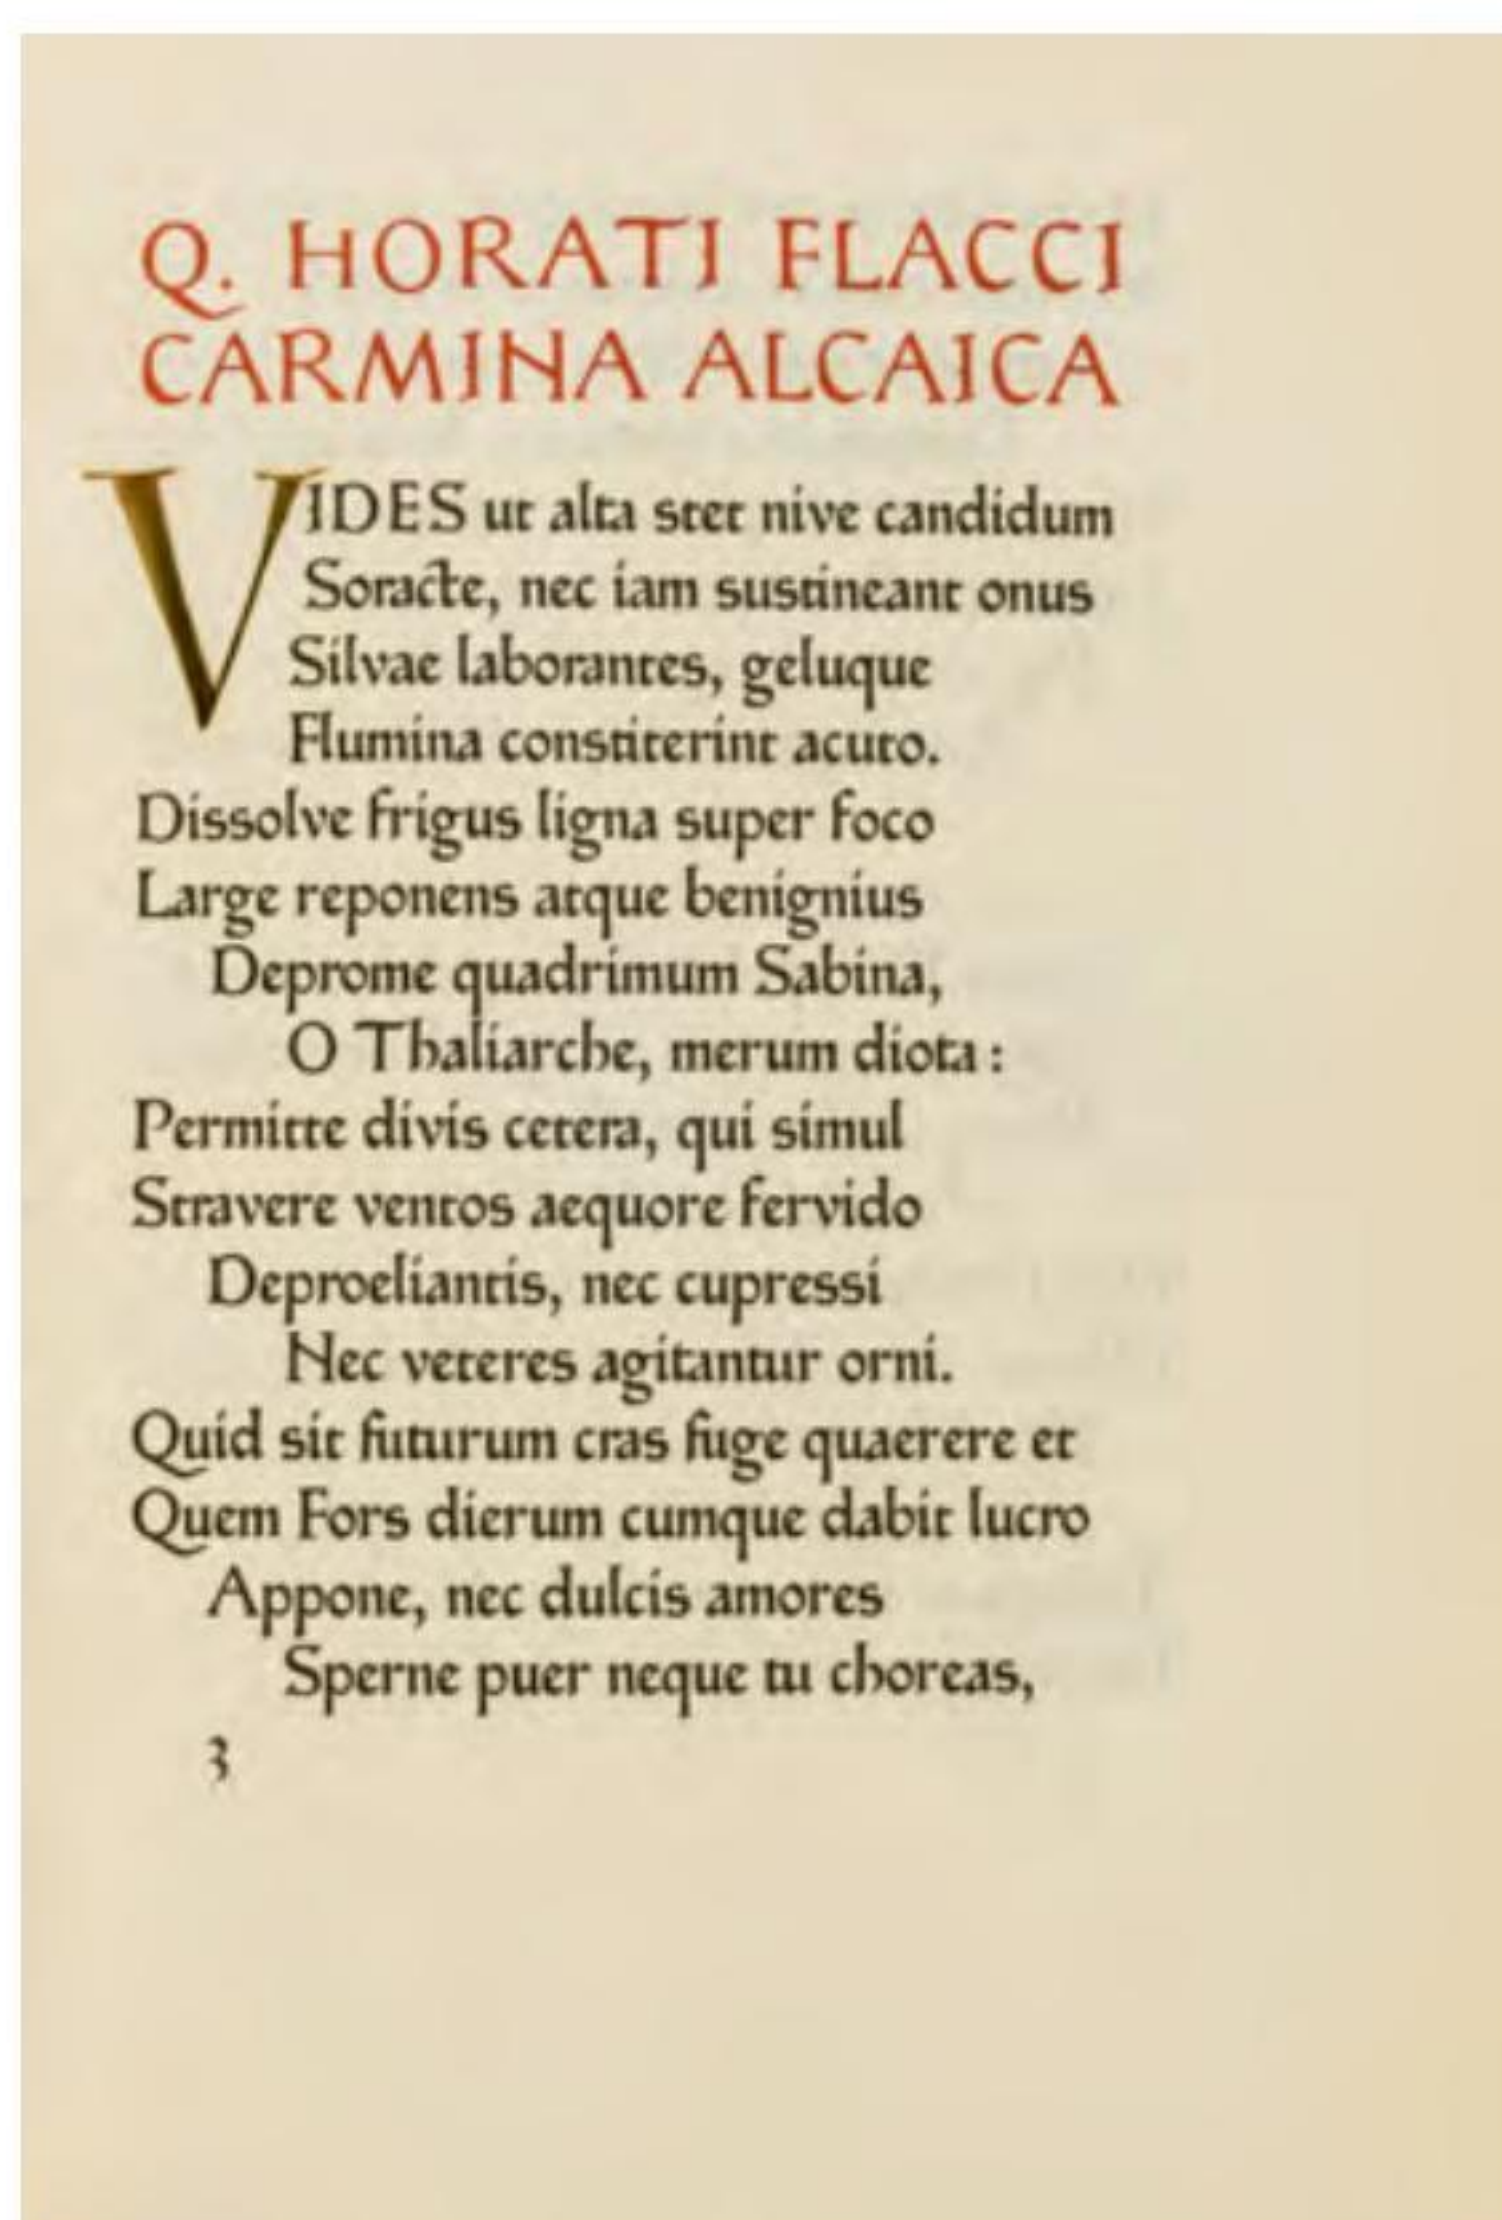 Q. HORATI FLACCI
CARMINA ALCAICA
VIDES ut alta stet nive candidum
Soracte, nec iam sustineant onus
Silvae laborantes, geluque
Flumina constiterint acuto.
Dissolve frigus ligna super foco
Large reponens atque benignius
Deprome quadrimum Sabina,
O Thaliarche, merum diota :
Permitte divis cetera, qui simul
Stravere ventos aequore fervido
Deproeliantis, nec cupressi
Nec veteres agitantur orni.
Quid sit futurum cras fuge quaerere et
Quem Fors dierum cumque dabit lucro
Appone, nec dulcis amores
Sperne puer neque tu choreas,
3